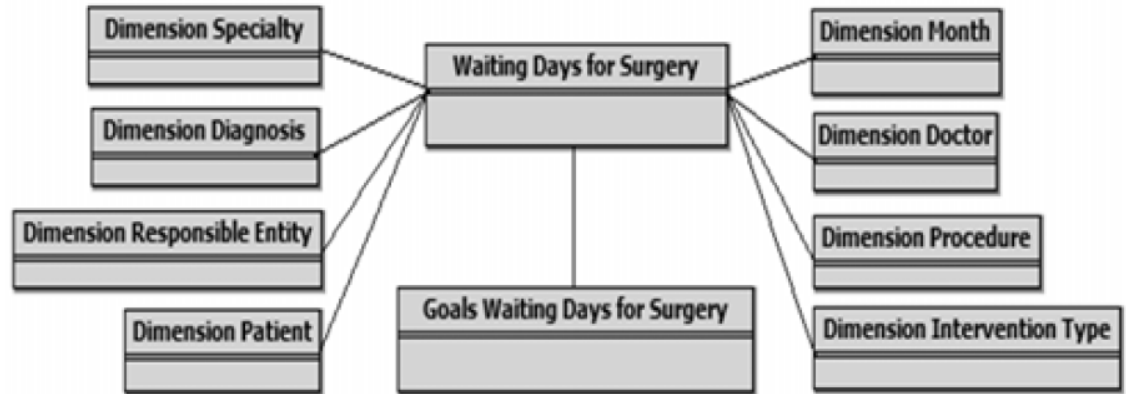 Dimension Specialty
Dimension Diagnosis
Dimension Responsible Entity
Dimension Patient
Waiting Days for Surgery
Goals Waiting Days for Surgery
Dimension Month
Dimension Doctor
Dimension Procedure
Dimension Intervention Type